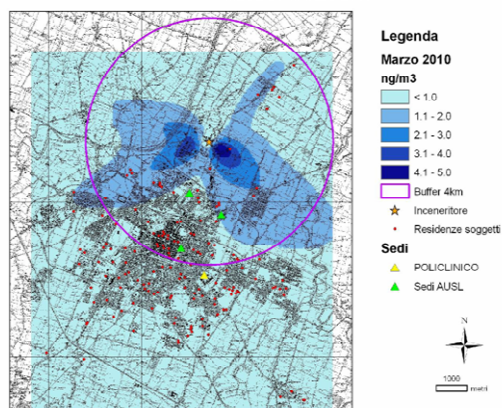 Legenda
Marzo 2010
ng/m3
< 1.0
1.1 - 2.0
2.1 - 3.0
3.1 - 4.0
4.1 - 5.0
Buffer 4km
Inceneritore
Residenze soggetti
Sedi
POLICLINICO
Sedi AUSL
N
1000
metri